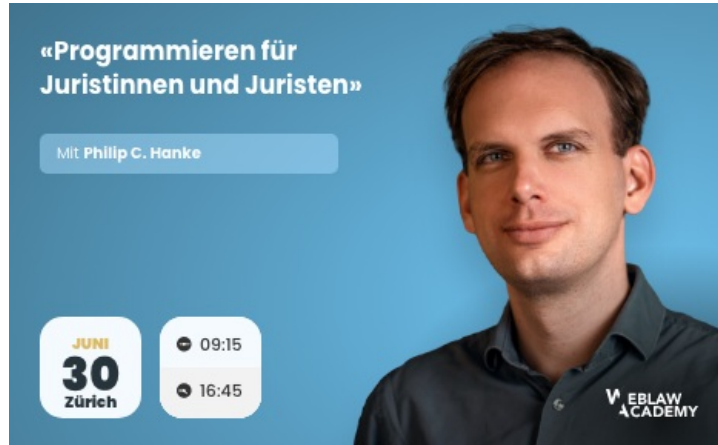 «Programmieren für
Juristinnen und Juristen»
Mit Philip C. Hanke
JUNI
30
Zürich
09:15
16:45
WEBLAW
ACADEMY